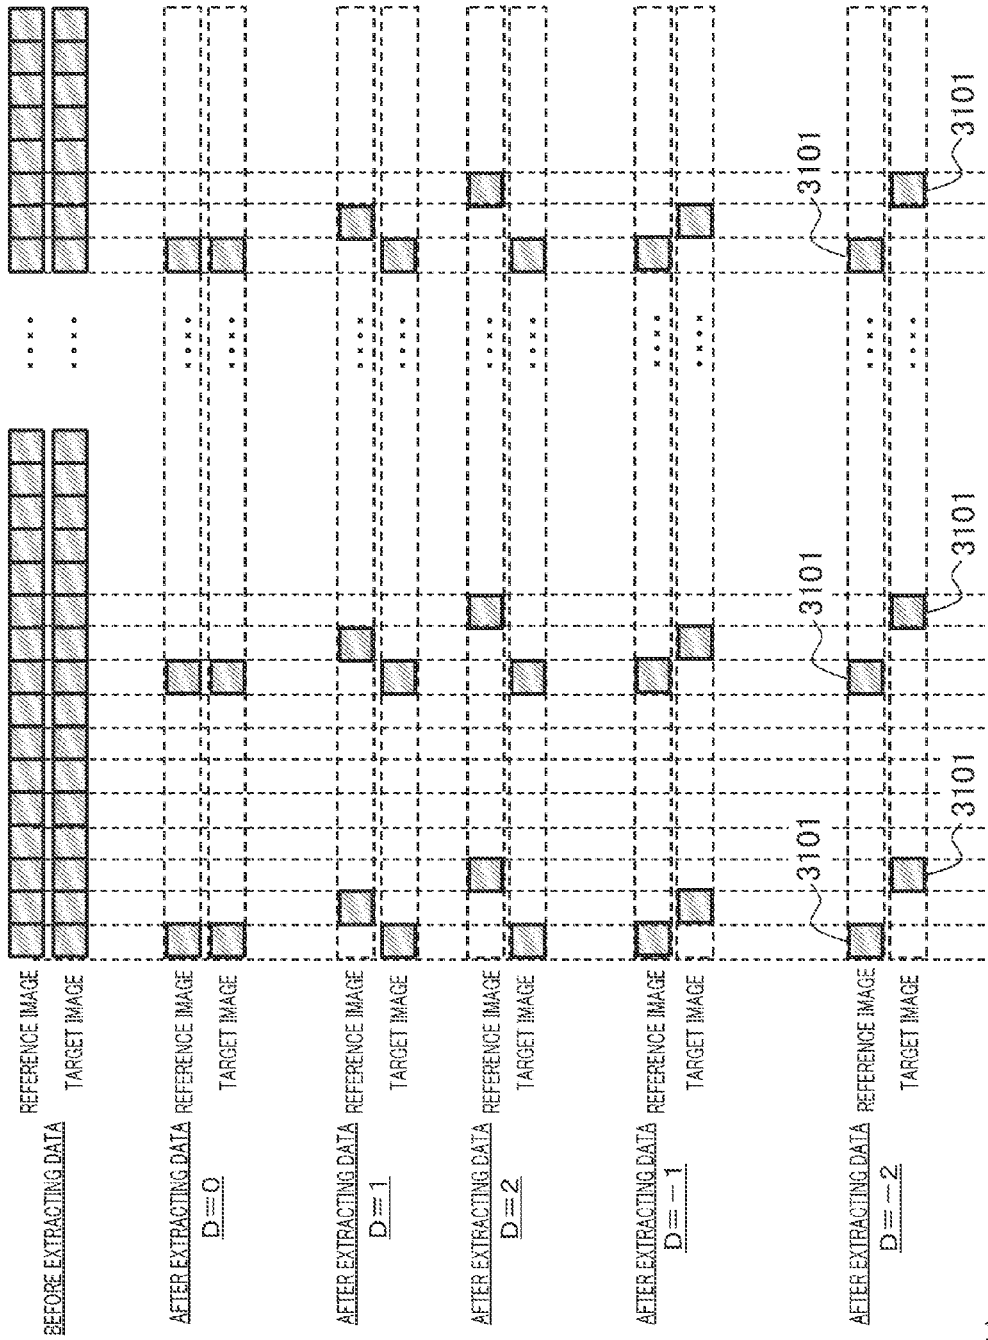 BEFORE EXTRACTING DATA
REFERENCE IMAGE
TARGET IMAGE
AFTER EXTRACTING DATA
D=0
REFERENCE IMAGE
TARGET IMAGE
AFTER EXTRACTING DATA
D=1
REFERENCE IMAGE
TARGET IMAGE
AFTER EXTRACTING DATA
D=2
REFERENCE IMAGE
TARGET IMAGE
AFTER EXTRACTING DATA
D=-1
REFERENCE IMAGE
TARGET IMAGE
AFTER EXTRACTING DATA
D=-2
REFERENCE IMAGE
TARGET IMAGE
3101
3101
3101
3101
3101
3101